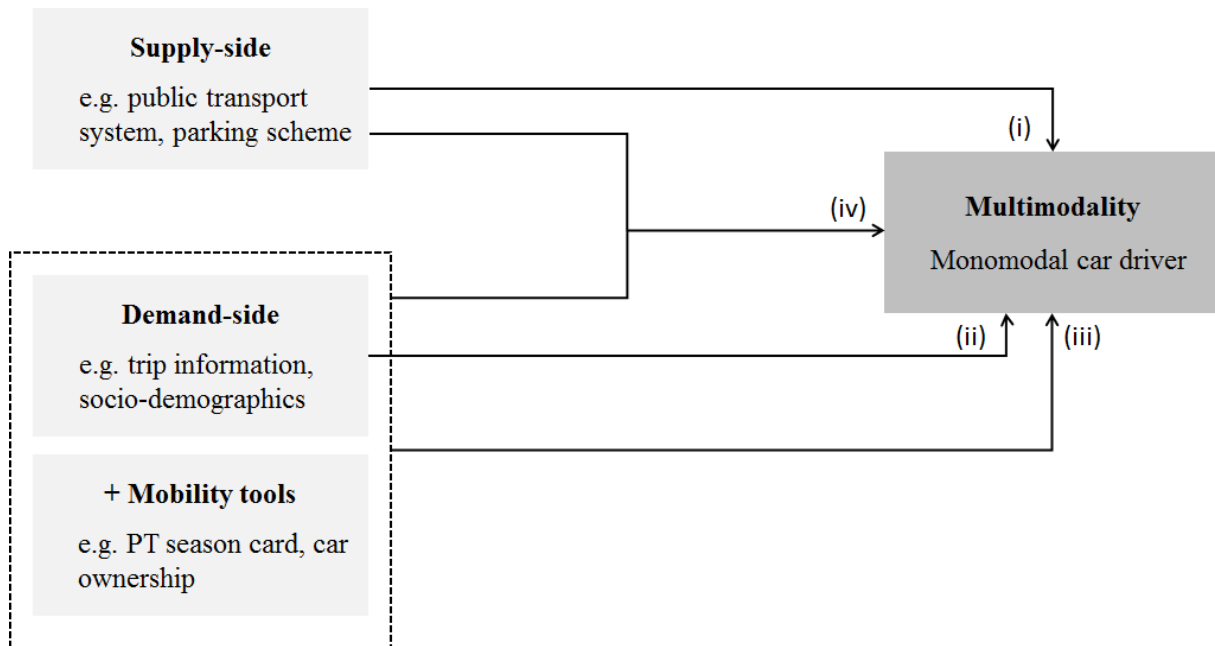 Supply-side
e.g. public transport
system, parking scheme
(i)
(iv)
Multimodality
Monomodal car driver
Demand-side
e.g. trip information,
socio-demographics
(ii)
(iii)
+ Mobility tools
e.g. PT season card, car
ownership